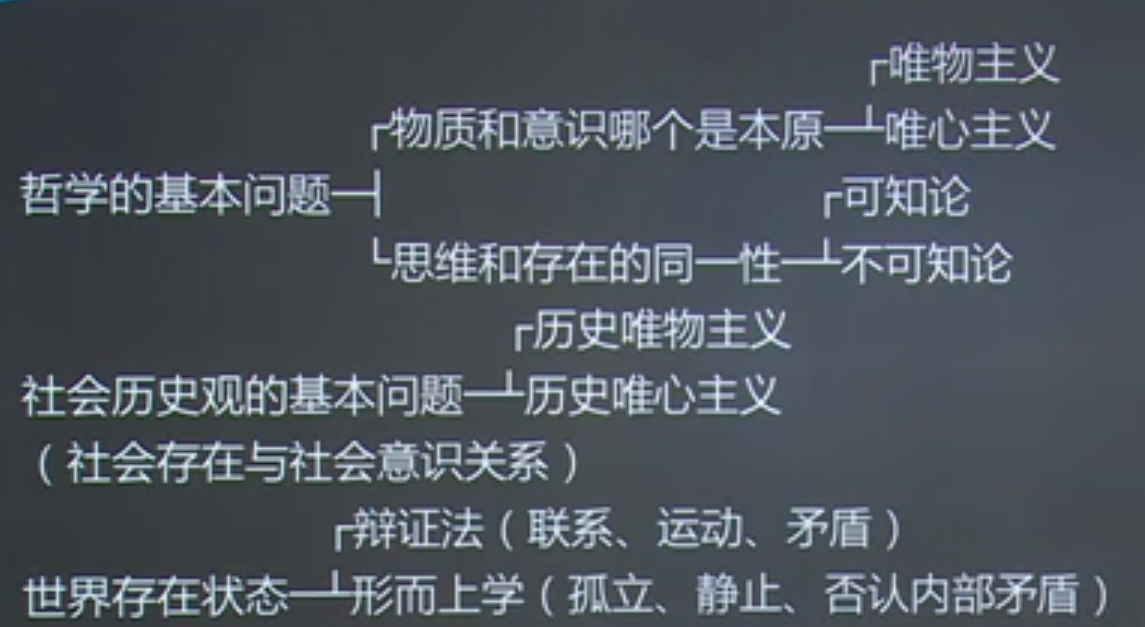 ┌唯物主义
┌物质和意识哪个是本原─┴唯心主义
哲学的基本问题─┤ ┌可知论
└思维和存在的同一性─┴不可知论
┌历史唯物主义
社会历史观的基本问题─┴历史唯心主义
（社会存在与社会意识关系）
┌辩证法（联系、运动、矛盾）
世界存在状态─┴形而上学（孤立、静止、否认内部矛盾）